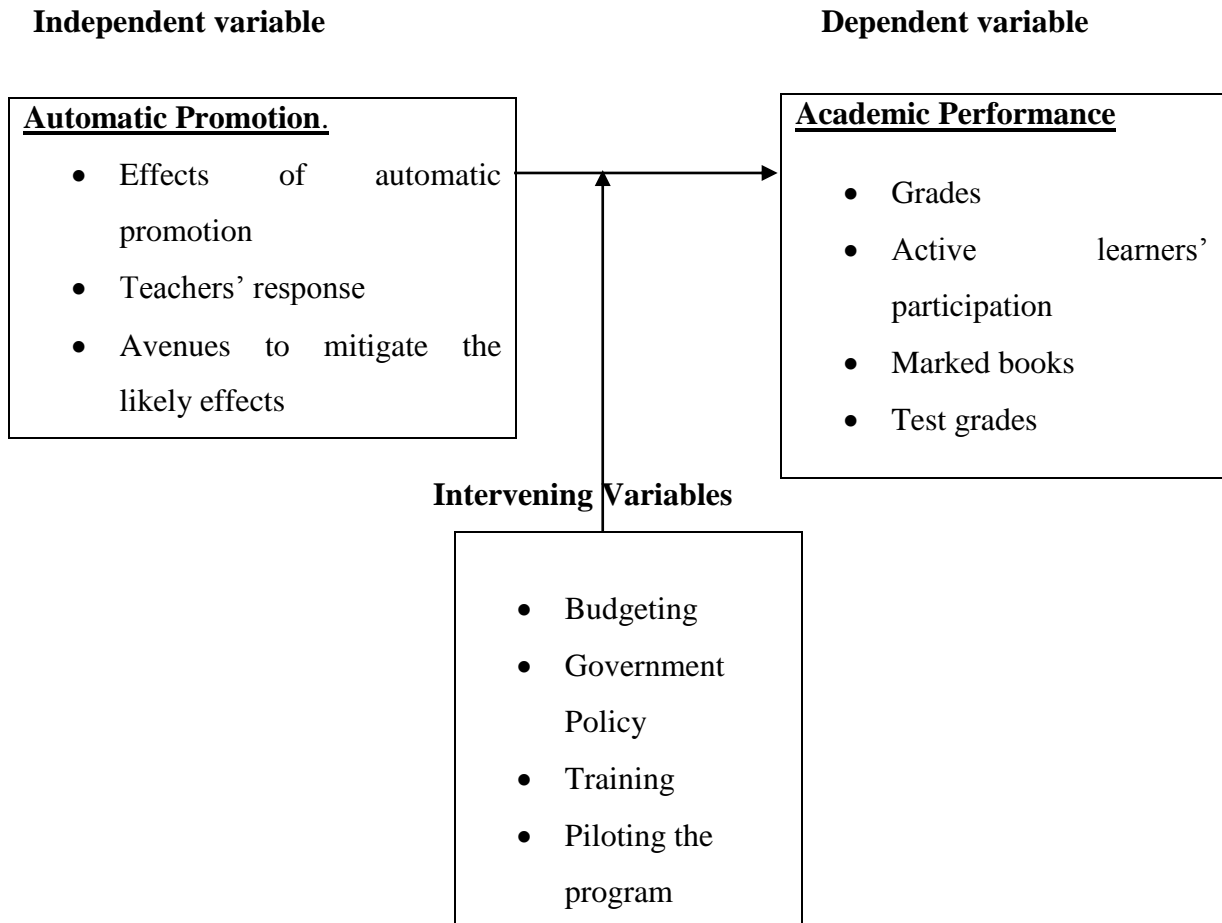 Independent variable
Dependent variable
Automatic Promotion.
• Effects of automatic
promotion
• Teachers’ response
• Avenues to mitigate the
likely effects
Academic Performance
• Grades
• Active learners’
participation
• Marked books
• Test grades
Intervening Variables
• Budgeting
• Government
Policy
• Training
• Piloting the
program